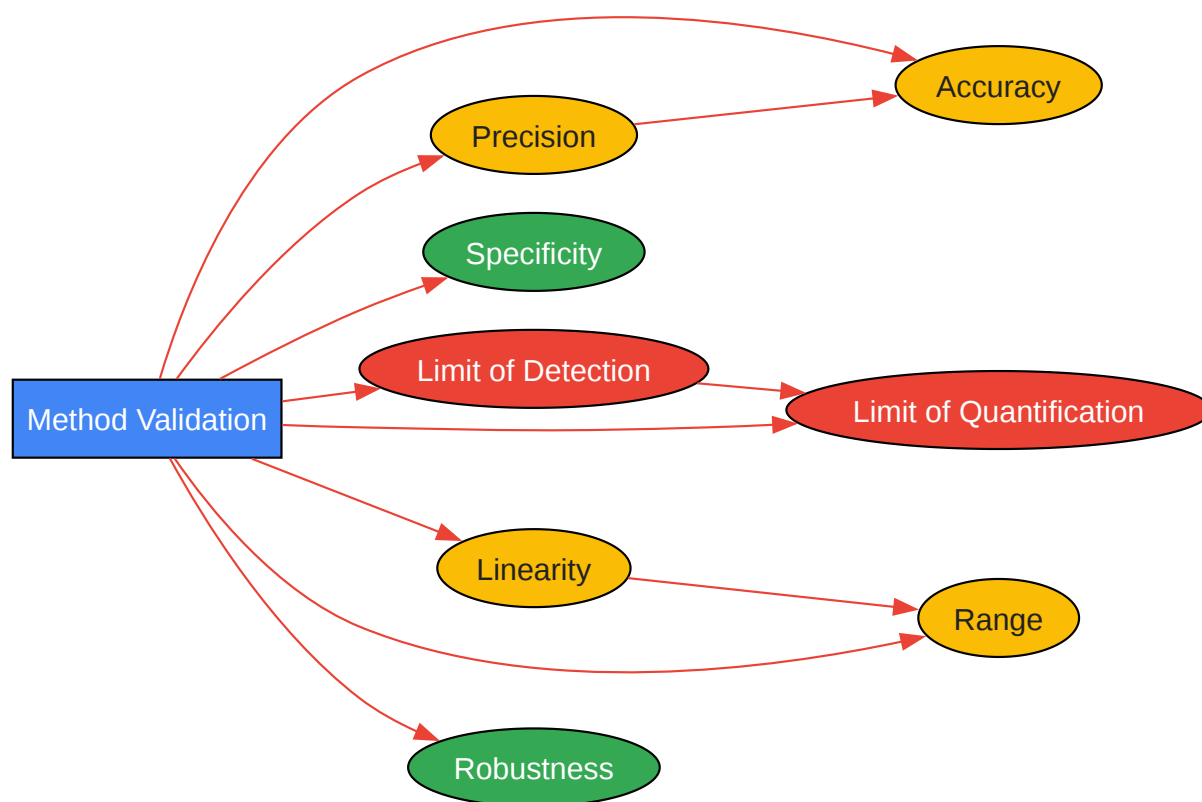 Accuracy
Precision
Specificity
Limit of Detection
Limit of Quantification
Method Validation
Linearity
Range
Robustness